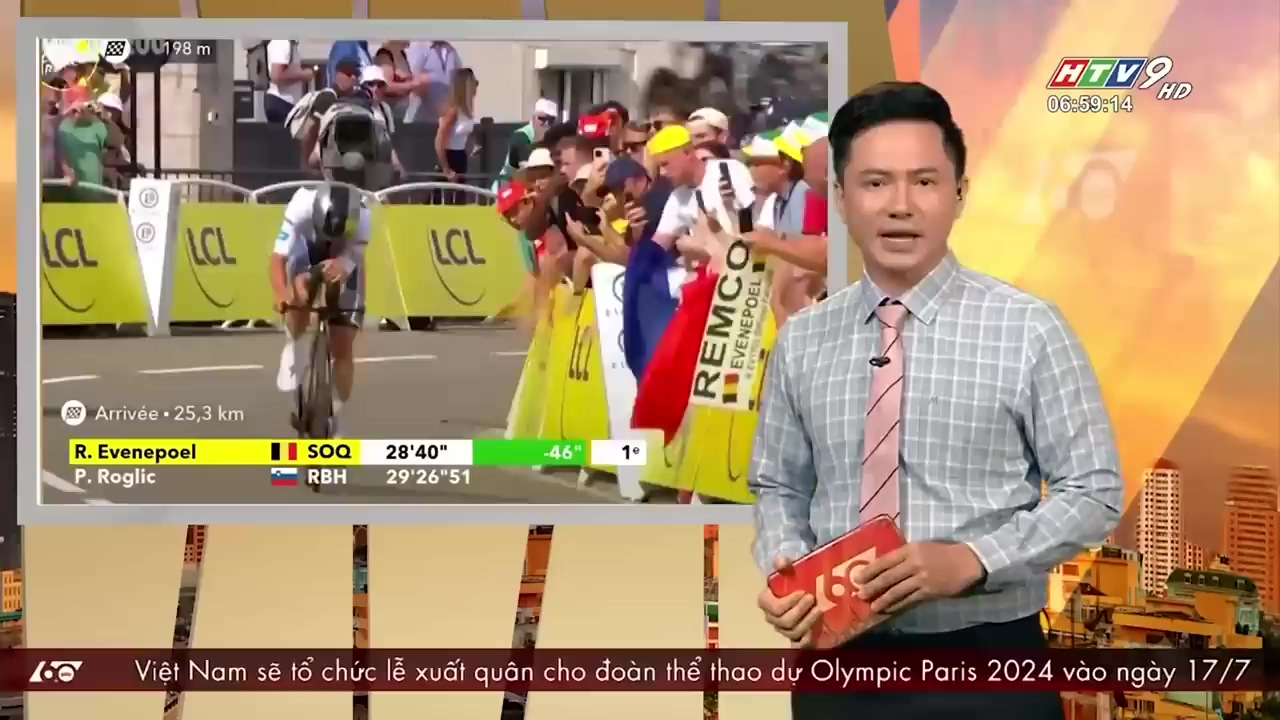 198 m
HTV9
HD
06:59:14
LCL
LCL
LCL
LCL
REMCO
EVENEPOEL
Arrivée • 25,3 km
R. Evenepoel SOQ 28'40" -46" 1e
P. Roglic RBH 29'26"51
60
60
Việt Nam sẽ tổ chức lễ xuất quân cho đoàn thể thao dự Olympic Paris 2024 vào ngày 17/7